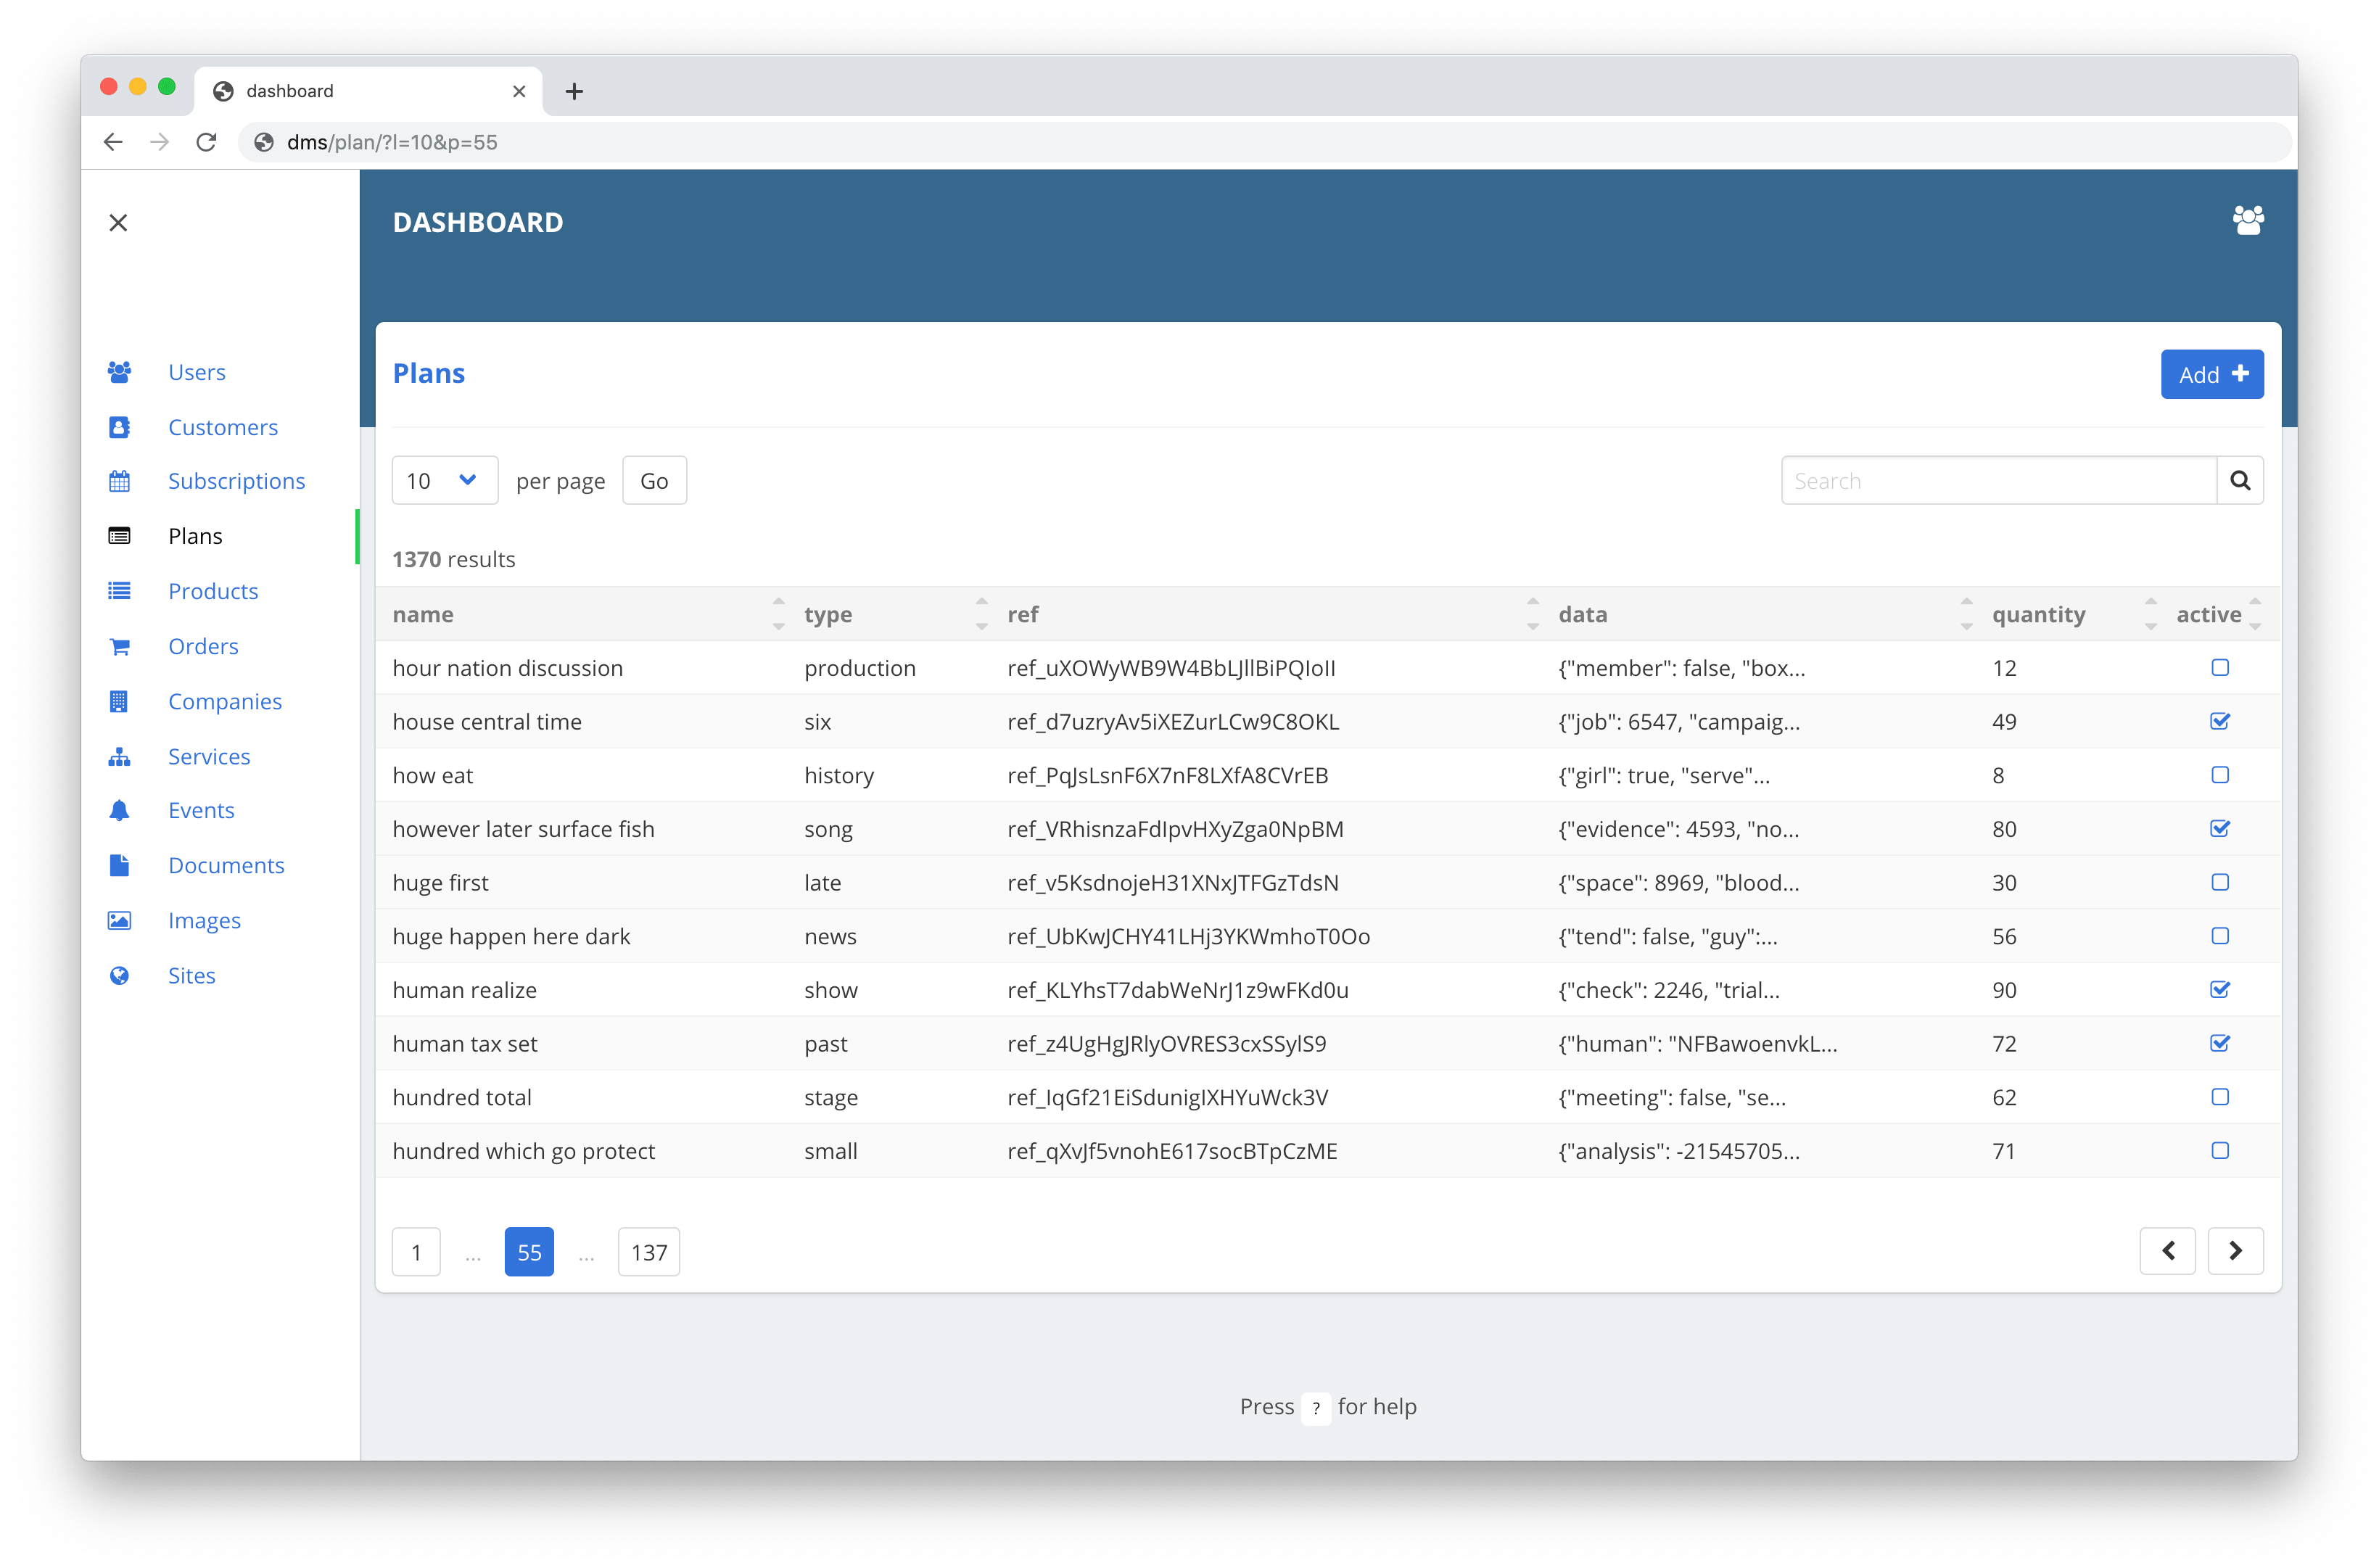 dashboard
dms/plan/?l=10&p=55
DASHBOARD
Users
Customers
Subscriptions
Plans
Products
Orders
Companies
Services
Events
Documents
Images
Sites
Plans
Add
10 per page Go
Search
1370 results
name type ref data quantity active
hour nation discussion production ref_uXOWyWB9W4BbLJllBiPQIoII {"member": false, "box... 12
house central time six ref_d7uzryAv5iXEZurLCw9C8OKL {"job": 6547, "campaig... 49
how eat history ref_PqJsLsnF6X7nF8LXfA8CVrEB {"girl": true, "serve"... 8
however later surface fish song ref_VRhisnzaFdIpvHXyZga0NpBM {"evidence": 4593, "no... 80
huge first late ref_v5KsdnojeH31XNxJTFGzTdsN {"space": 8969, "blood... 30
huge happen here dark news ref_UbKwJCHY41LHj3YKWmhoT0Oo {"tend": false, "guy":... 56
human realize show ref_KLYhsT7dabWeNrJ1z9wFKd0u {"check": 2246, "trial... 90
human tax set past ref_z4UgHgJRlyOVRES3cxSSylS9 {"human": "NFBawoenvkL... 72
hundred total stage ref_IqGf21EiSdunigIXHYuWck3V {"meeting": false, "se... 62
hundred which go protect small ref_qXvJf5vnohE617socBTpCzME {"analysis": -21545705... 71
1 ... 55 ... 137
Press ? for help